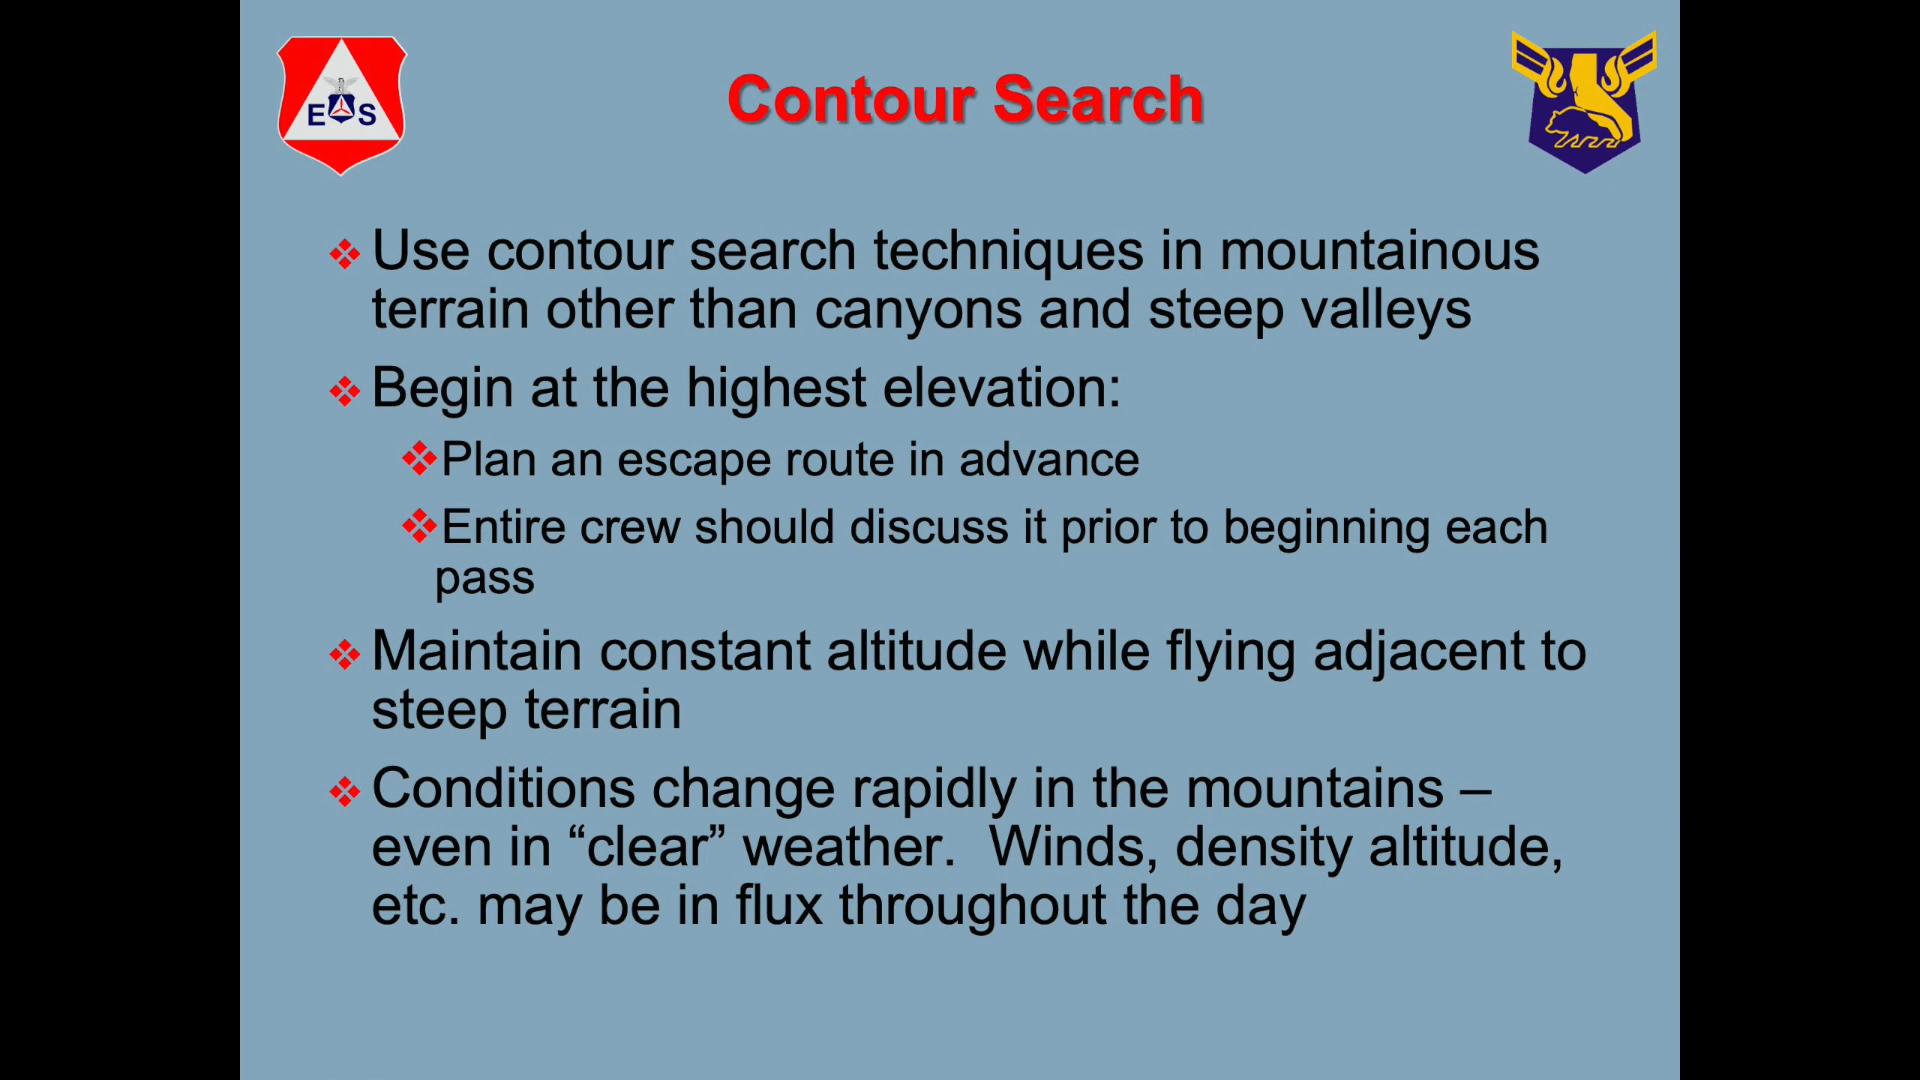 E S
Contour Search
Use contour search techniques in mountainous
terrain other than canyons and steep valleys
Begin at the highest elevation:
Plan an escape route in advance
Entire crew should discuss it prior to beginning each
pass
Maintain constant altitude while flying adjacent to
steep terrain
Conditions change rapidly in the mountains –
even in “clear” weather.  Winds, density altitude,
etc. may be in flux throughout the day